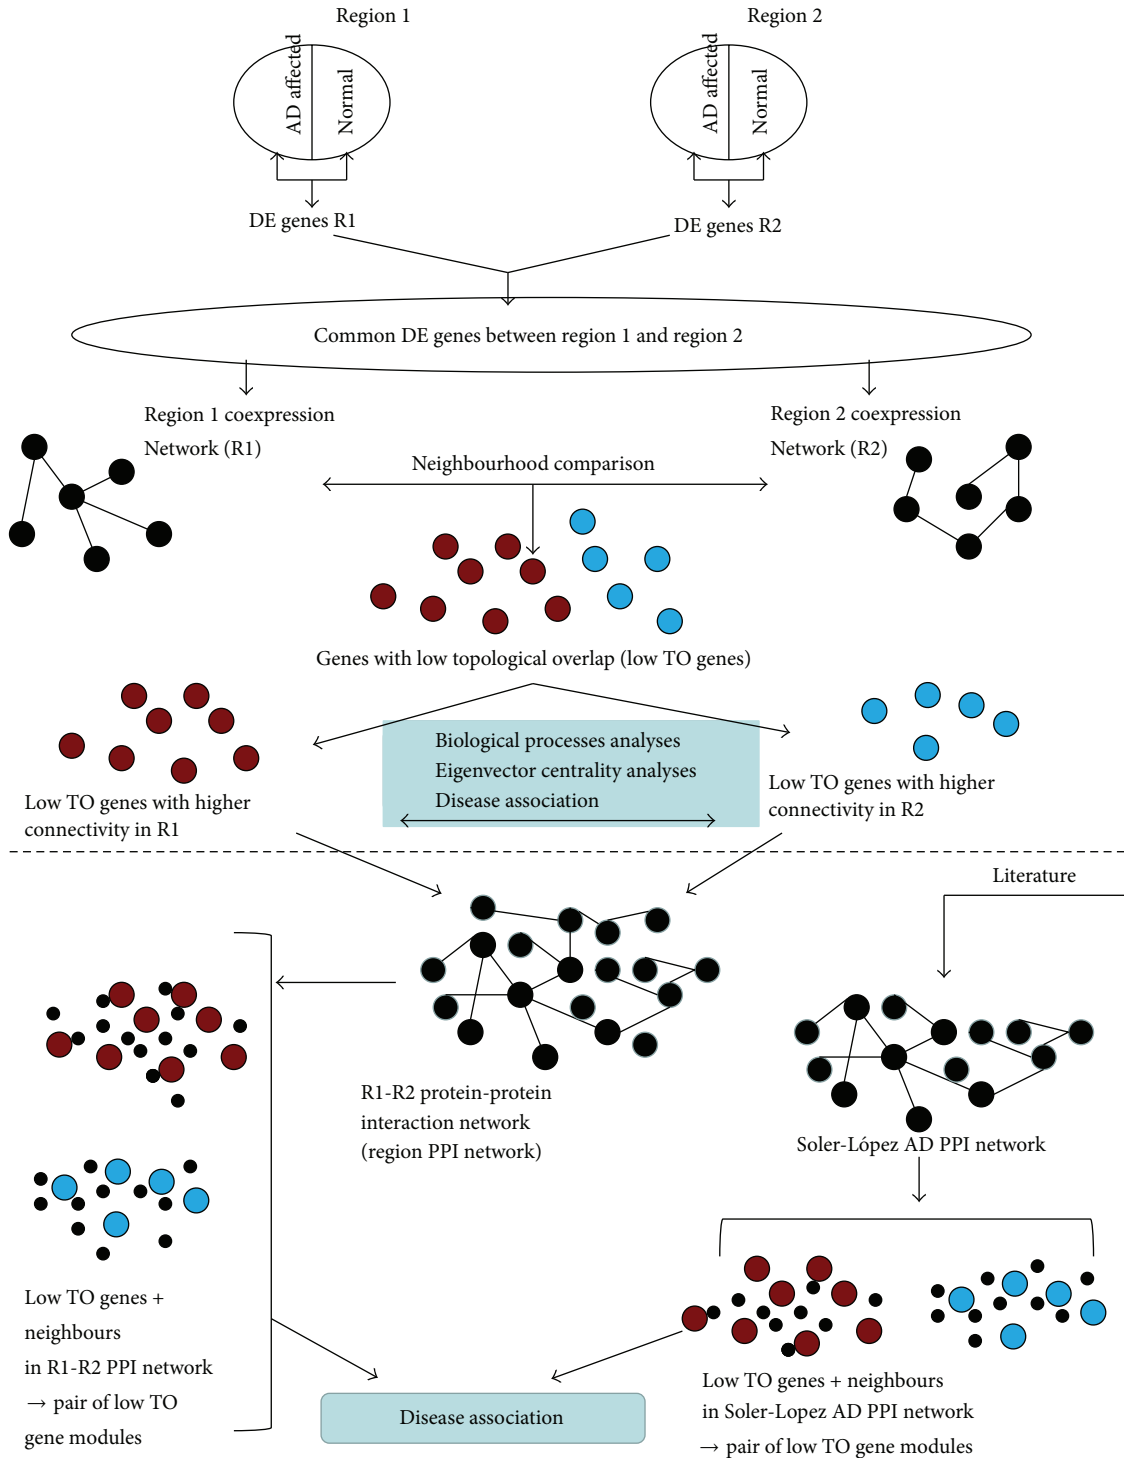 Region 1
Region 2
AD affected
Normal
AD affected
Normal
DE genes R1
DE genes R2
Common DE genes between region 1 and region 2
Region 1 coexpression
Network (R1)
Region 2 coexpression
Network (R2)
Neighbourhood comparison
Genes with low topological overlap (low TO genes)
Biological processes analyses
Eigenvector centrality analyses
Disease association
Low TO genes with higher
connectivity in R1
Low TO genes with higher
connectivity in R2
Literature
R1-R2 protein-protein
interaction network
(region PPI network)
Soler-López AD PPI network
Low TO genes +
neighbours
in R1-R2 PPI network
→ pair of low TO
gene modules
Low TO genes + neighbours
in Soler-Lopez AD PPI network
→ pair of low TO gene modules
Disease association